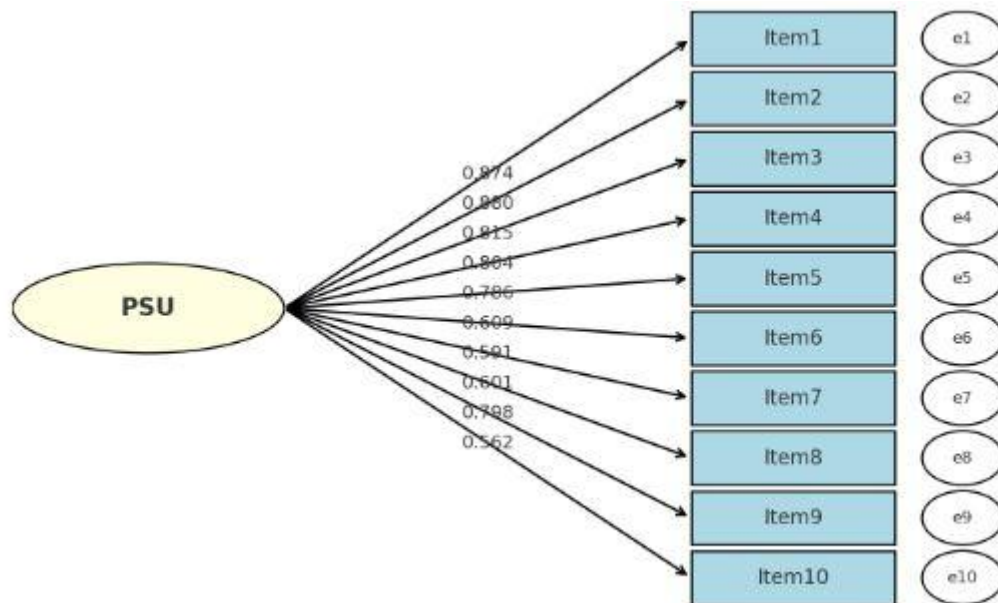 Item1
e1
Item2
e2
Item3
e3
0.874
0.880
Item4
e4
0.815
0.804
Item5
e5
0.786
PSU
0.609
Item6
e6
0.591
0.601
Item7
e7
0.798
0.562
Item8
e8
Item9
e9
Item10
e10